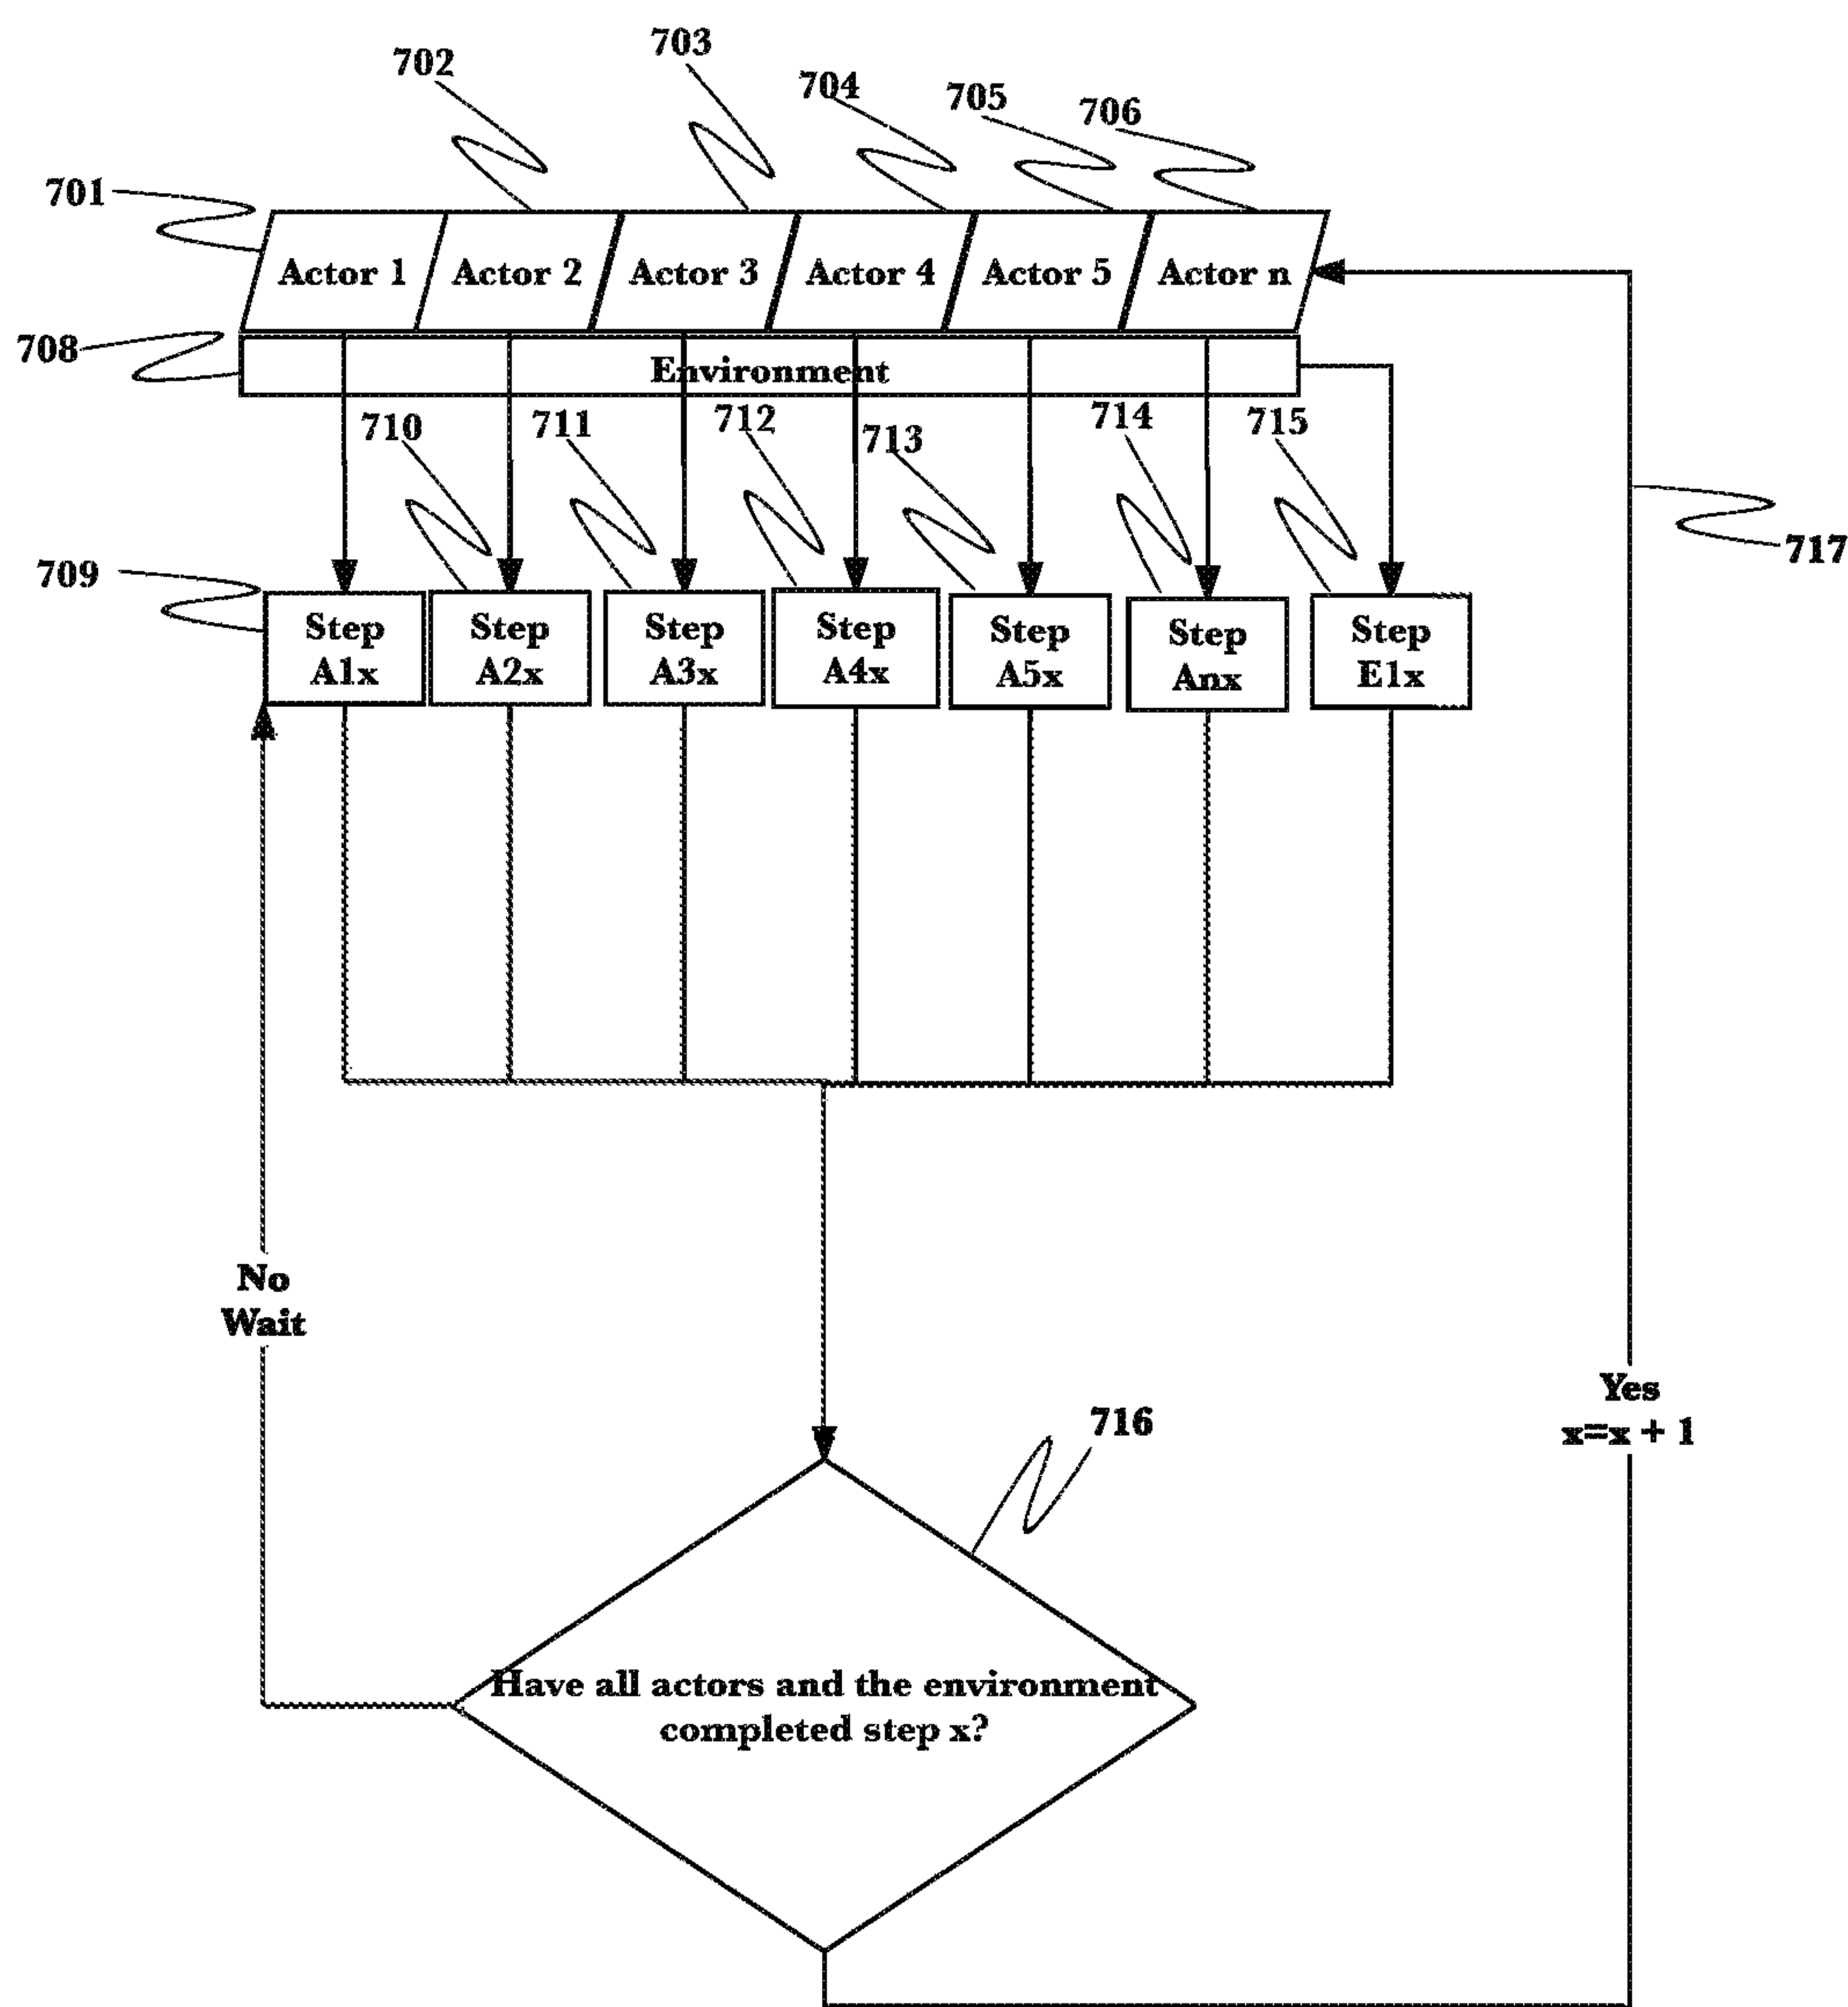 702
703
704
705
706
701
Actor 1
Actor 2
Actor 3
Actor 4
Actor 5
Actor n
708
Environment
710
711
712
713
714
715
717
709
Step
A1x
Step
A2x
Step
A3x
Step
A4x
Step
A5x
Step
Anx
Step
E1x
No
Wait
Yes
x=x + 1
716
Have all actors and the environment
completed step x?